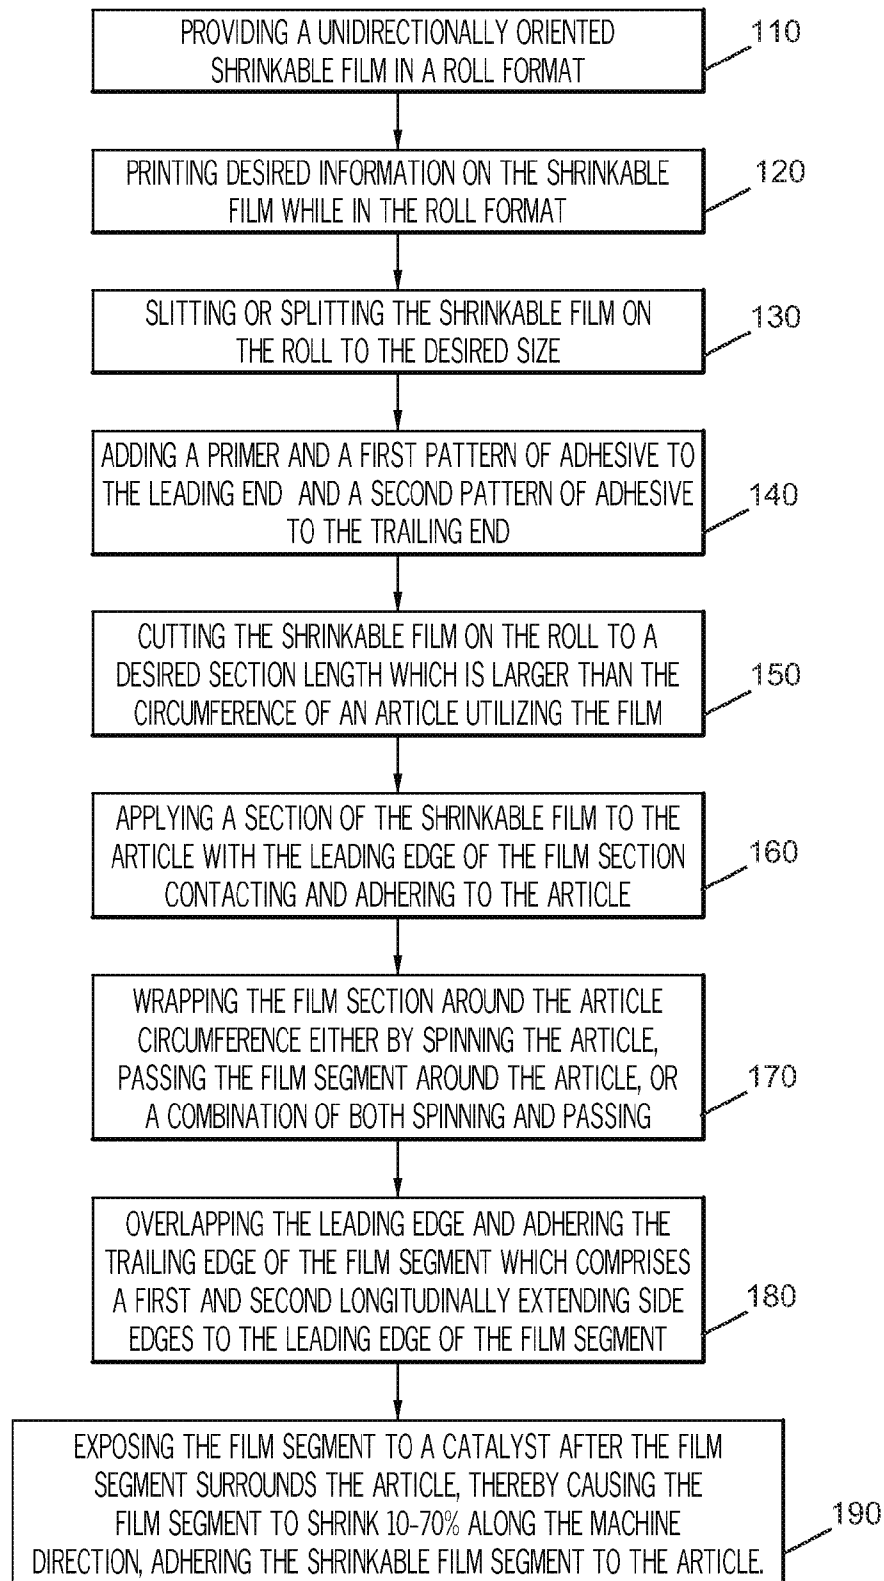 PROVIDING A UNIDIRECTIONALLY ORIENTED
SHRINKABLE FILM IN A ROLL FORMAT
110
PRINTING DESIRED INFORMATION ON THE SHRINKABLE
FILM WHILE IN THE ROLL FORMAT
120
SLITTING OR SPLITTING THE SHRINKABLE FILM ON
THE ROLL TO THE DESIRED SIZE
130
ADDING A PRIMER AND A FIRST PATTERN OF ADHESIVE TO
THE LEADING END AND A SECOND PATTERN OF ADHESIVE
TO THE TRAILING END
140
CUTTING THE SHRINKABLE FILM ON THE ROLL TO A
DESIRED SECTION LENGTH WHICH IS LARGER THAN THE
CIRCUMFERENCE OF AN ARTICLE UTILIZING THE FILM
150
APPLYING A SECTION OF THE SHRINKABLE FILM TO THE
ARTICLE WITH THE LEADING EDGE OF THE FILM SECTION
CONTACTING AND ADHERING TO THE ARTICLE
160
WRAPPING THE FILM SECTION AROUND THE ARTICLE
CIRCUMFERENCE EITHER BY SPINNING THE ARTICLE,
PASSING THE FILM SEGMENT AROUND THE ARTICLE, OR
A COMBINATION OF BOTH SPINNING AND PASSING
170
OVERLAPPING THE LEADING EDGE AND ADHERING THE
TRAILING EDGE OF THE FILM SEGMENT WHICH COMPRISES
A FIRST AND SECOND LONGITUDINALLY EXTENDING SIDE
EDGES TO THE LEADING EDGE OF THE FILM SEGMENT
180
EXPOSING THE FILM SEGMENT TO A CATALYST AFTER THE FILM
SEGMENT SURROUNDS THE ARTICLE, THEREBY CAUSING THE
FILM SEGMENT TO SHRINK 10-70% ALONG THE MACHINE
DIRECTION, ADHERING THE SHRINKABLE FILM SEGMENT TO THE ARTICLE.
190